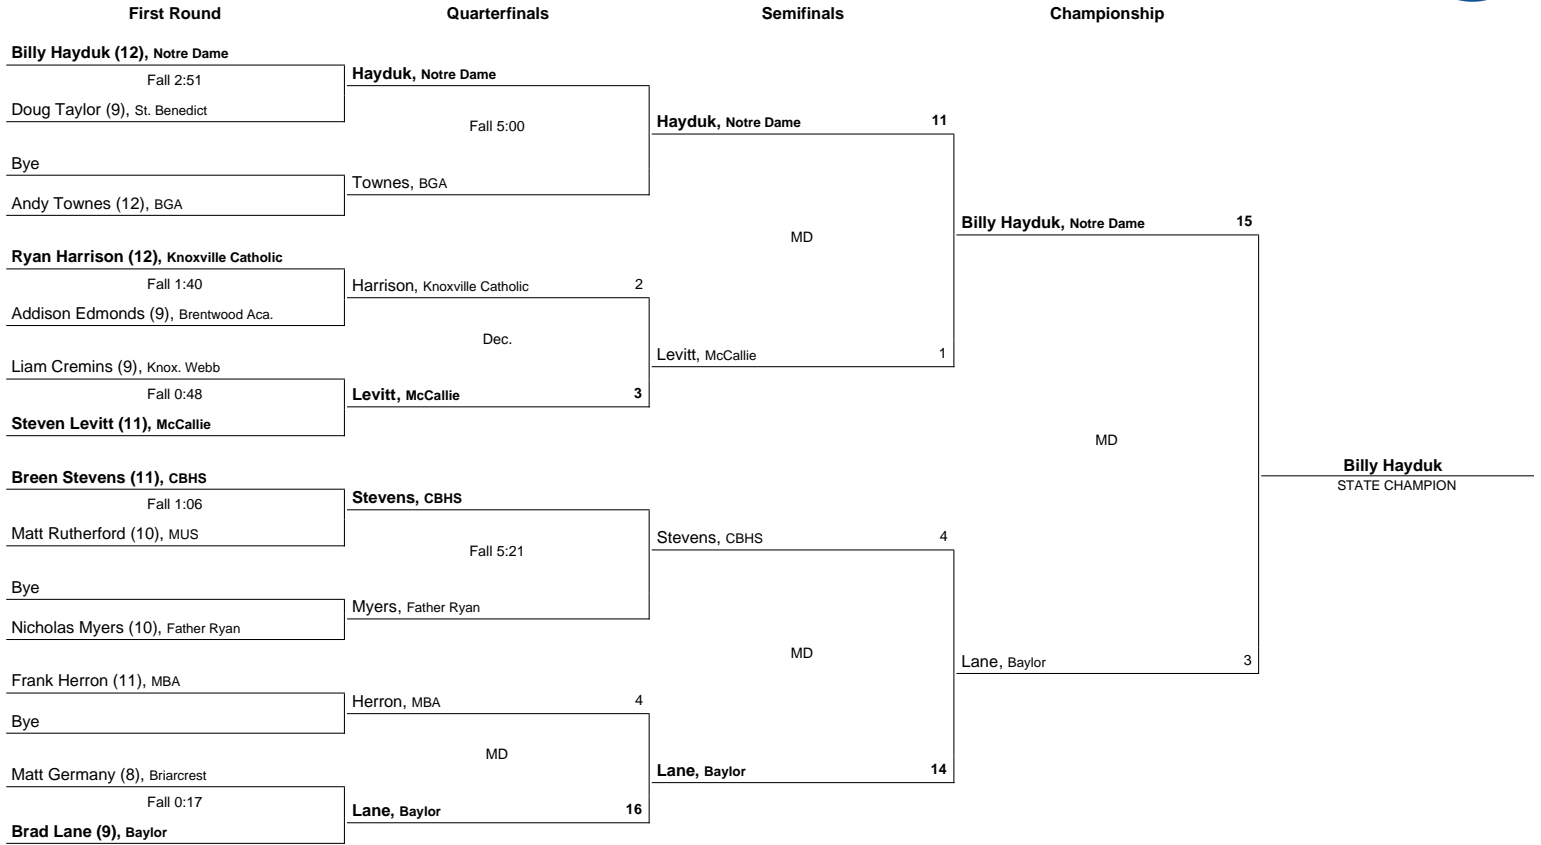 First Round Quarterfinals Semifinals Championship
Billy Hayduk (12), Notre Dame
Fall 2:51
Doug Taylor (9), St. Benedict
Bye
Andy Townes (12), BGA
Ryan Harrison (12), Knoxville Catholic
Fall 1:40
Addison Edmonds (9), Brentwood Aca.
Liam Cremins (9), Knox. Webb
Fall 0:48
Steven Levitt (11), McCallie
Breen Stevens (11), CBHS
Fall 1:06
Matt Rutherford (10), MUS
Bye
Nicholas Myers (10), Father Ryan
Frank Herron (11), MBA
Bye
Matt Germany (8), Briarcrest
Fall 0:17
Brad Lane (9), Baylor
Hayduk, Notre Dame
Fall 5:00
Townes, BGA
Harrison, Knoxville Catholic 2
Dec.
Levitt, McCallie 3
Stevens, CBHS
Fall 5:21
Myers, Father Ryan
Herron, MBA 4
MD
Lane, Baylor 16
Hayduk, Notre Dame 11
MD
Levitt, McCallie 1
Stevens, CBHS 4
MD
Lane, Baylor 14
Billy Hayduk, Notre Dame 15
MD
Lane, Baylor 3
Billy Hayduk
STATE CHAMPION